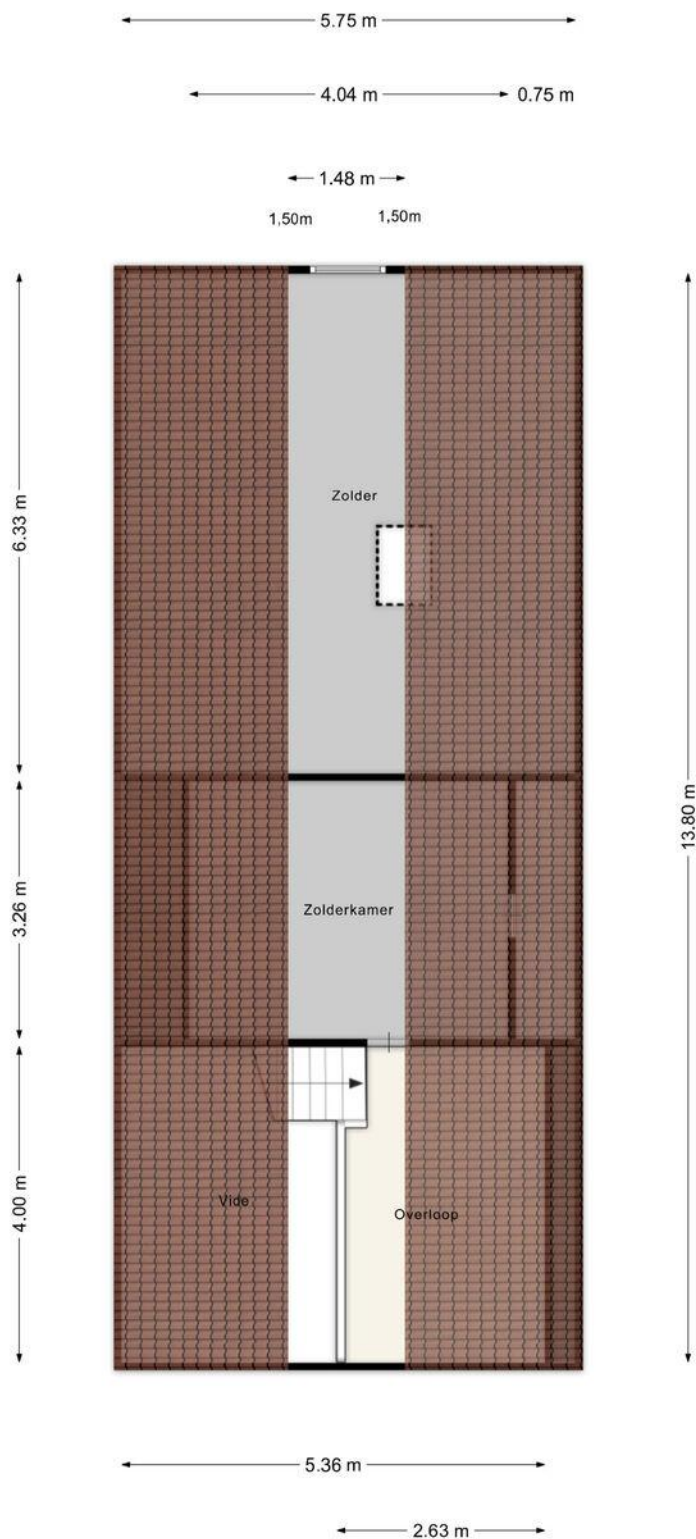 5.75 m
4.04 m 0.75 m
1.48 m
1,50m 1,50m
Zolder
6.33 m
13.80 m
3.26 m
Zolderkamer
4.00 m
Vide
Overloop
5.36 m
2.63 m